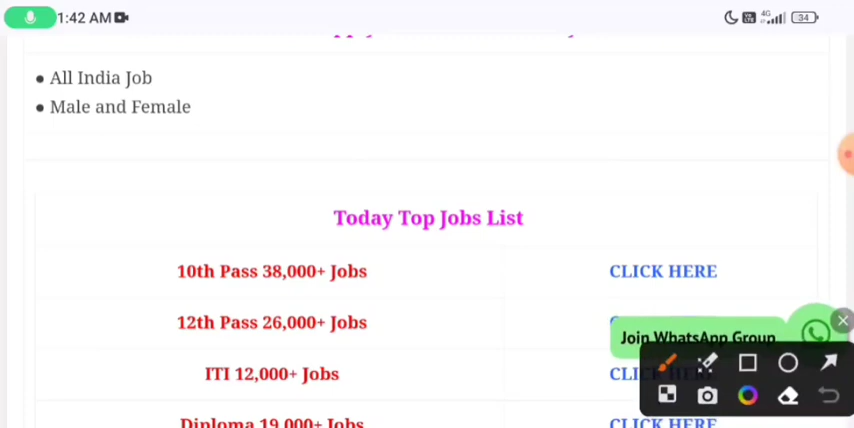 1:42 AM
4G
34
● All India Job
● Male and Female
Today Top Jobs List
10th Pass 38,000+ Jobs CLICK HERE
12th Pass 26,000+ Jobs
Join WhatsApp Group
ITI 12,000+ Jobs
Diploma 19,000+ Jobs CLICK HERE